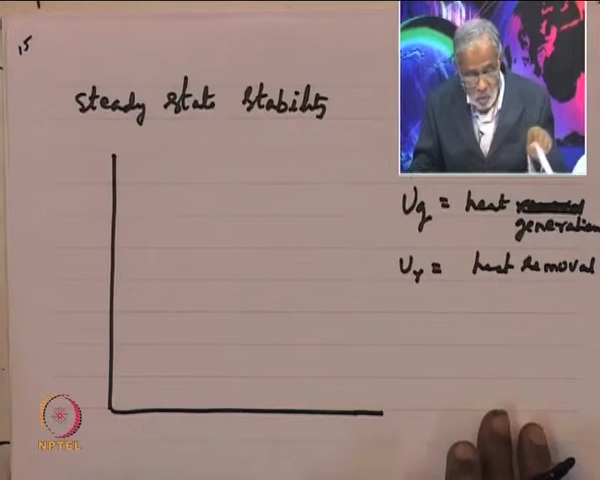 15
steady state stability
Ug = heat
generation
Ur = heat removal
NPTEL